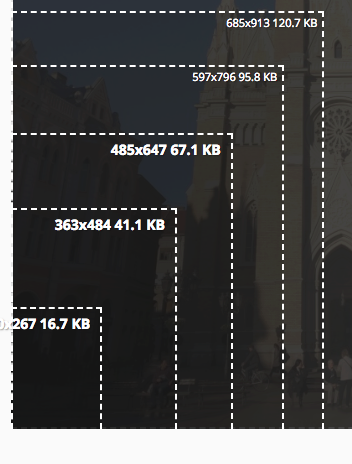 685x913 120.7 KB
597x796 95.8 KB
485x647 67.1 KB
363x484 41.1 KB
x267 16.7 KB